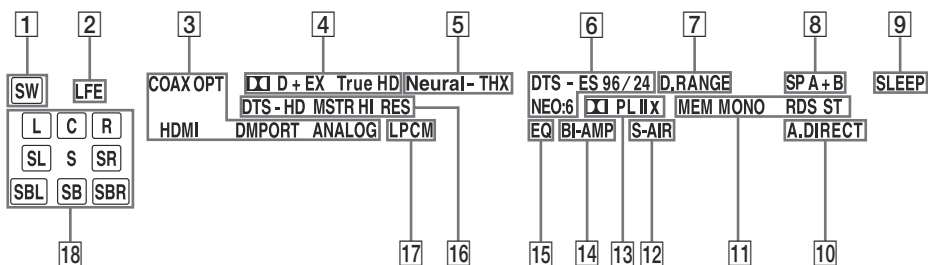 1 2 3 4 5 6 7 8 9
SW LFE COAX OPT D + EX True HD Neural - THX DTS - ES 96 / 24 D.RANGE SP A + B SLEEP
L C R DTS - HD MSTR HI RES NEO:6 PL II x MEM MONO RDS ST
HDMI DMPORT ANALOG LPCM EQ BI-AMP S-AIR A.DIRECT
SL S SR
SBL SB SBR
18 17 16 15 14 13 12 11 10